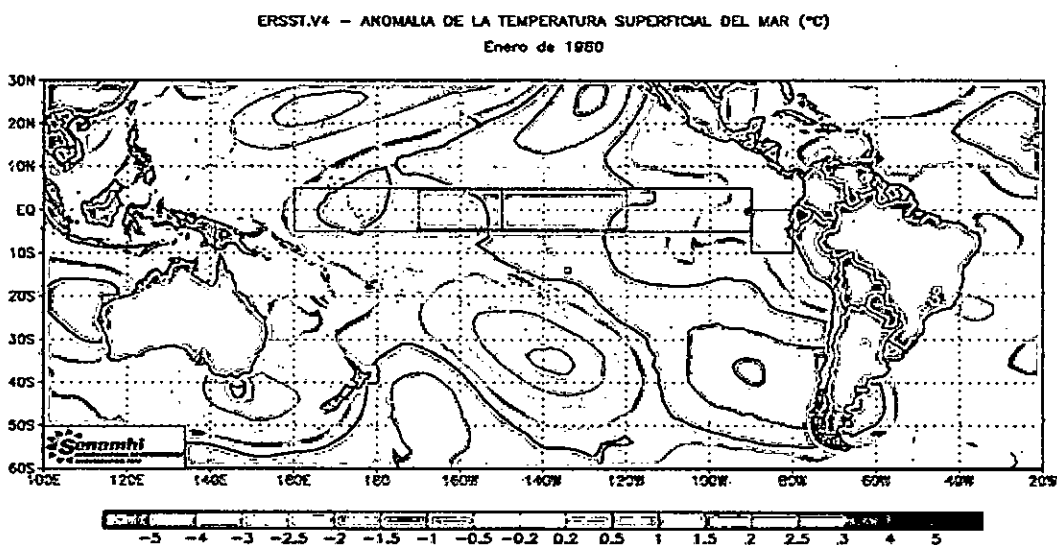 ERSST.V4 – ANOMALIA DE LA TEMPERATURA SUPERFICIAL DEL MAR (°C)
Enero de 1980
30N
20N
10N
EQ
10S
20S
30S
40S
50S
60S
Senamhi
100E 120E 140E 160E 180 160W 140W 120W 100W 80W 60W 40W 20W
-5 -4 -3 -2.5 -2 -1.5 -1 -0.5 -0.2 0.2 0.5 1 1.5 2 2.5 3 4 5